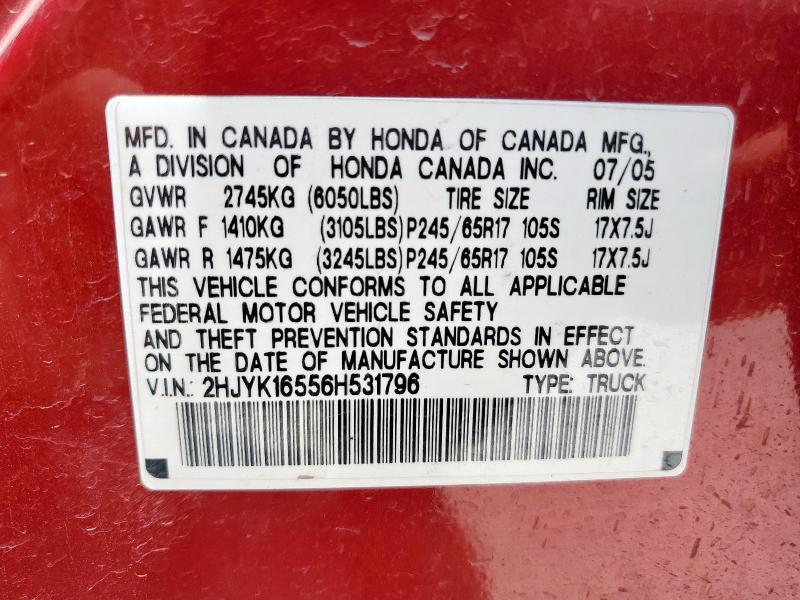 MFD. IN CANADA BY HONDA OF CANADA MFG.,
A DIVISION OF HONDA CANADA INC. 07/05
GVWR 2745KG (6050LBS) TIRE SIZE RIM SIZE
GAWR F 1410KG (3105LBS) P245/65R17 105S 17X7.5J
GAWR R 1475KG (3245LBS) P245/65R17 105S 17X7.5J
THIS VEHICLE CONFORMS TO ALL APPLICABLE
FEDERAL MOTOR VEHICLE SAFETY
AND THEFT PREVENTION STANDARDS IN EFFECT
ON THE DATE OF MANUFACTURE SHOWN ABOVE.
V.I.N.: 2HJYK16556H531796 TYPE: TRUCK